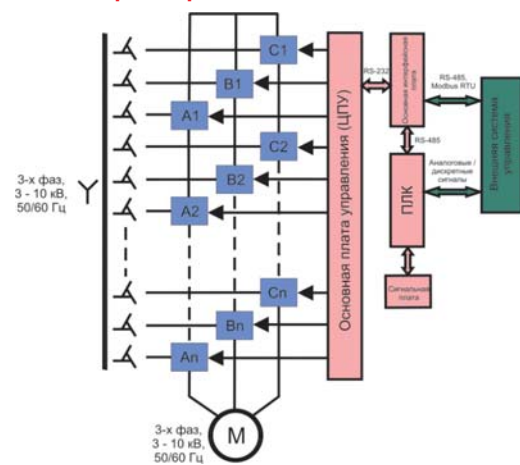 3-х фаз,
3 - 10 кВ,
50/60 Гц
C1
B1
A1
C2
B2
A2
Cn
Bn
An
М
3-х фаз,
3 - 10 кВ,
50/60 Гц
Основная плата управления (ЦПУ)
RS-232
Основная интерфейсная
плата
RS-485
ПЛК
Сигнальная
плата
RS-485,
Modbus RTU
Аналоговые /
дискретные
сигналы
Внешняя система
управления